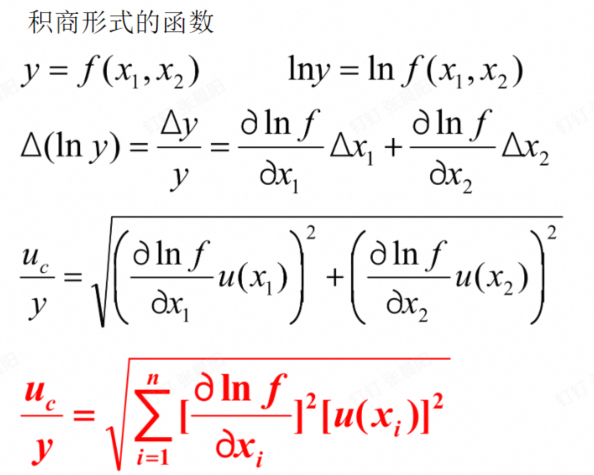 积商形式的函数
y = f(x₁,x₂) lny = ln f(x₁,x₂)
Δ(ln y) = Δy/y = ∂ln f/∂x₁ Δx₁ + ∂ln f/∂x₂ Δx₂
u_c/y = √((∂ln f/∂x₁ u(x₁))² + (∂ln f/∂x₂ u(x₂))²)
u_c/y = √(∑_{i=1}^{n} [∂ln f/∂x_i]²[u(x_i)]²)